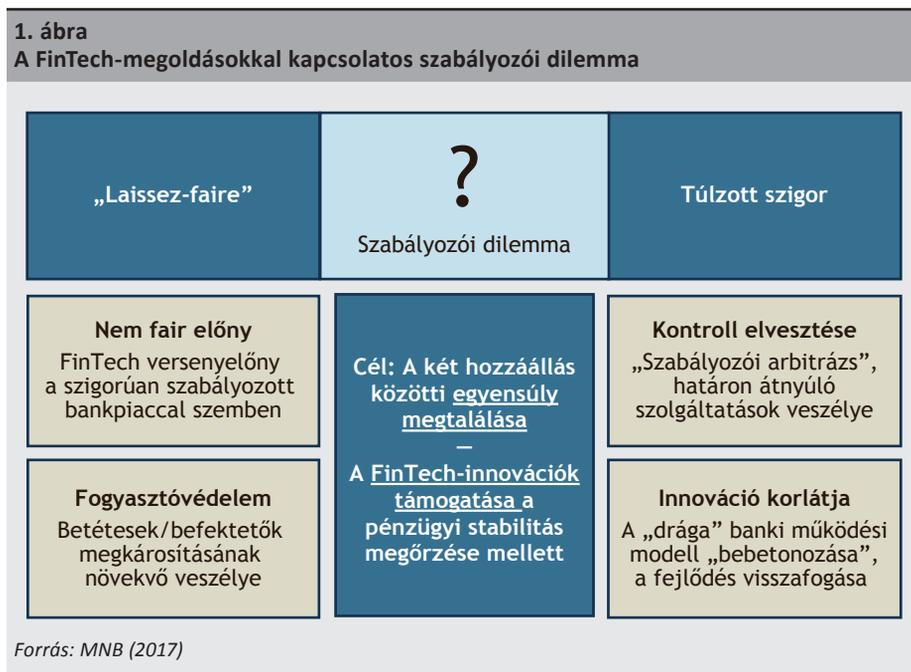 1. ábra
A FinTech-megoldásokkal kapcsolatos szabályozói dilemma
„Laissez-faire”
?
Szabályozói dilemma
Túlzott szigor
Nem fair előny
FinTech versenyelőny
a szigorúan szabályozott
bankpiaccal szemben
Fogyasztóvédelem
Betétesek/befektetők
megkárosításának
növekvő veszélye
Cél: A két hozzáállás
közötti egyensúly
megtalálása
—
A FinTech-innovációk
támogatása a
pénzügyi stabilitás
megőrzése mellett
Kontroll elvesztése
„Szabályozói arbitrázs”,
határon átnyúló
szolgáltatások veszélye
Innováció korlátja
A „drága” banki működési
modell „bebetonozása”,
a fejlődés visszafogása
Forrás: MNB (2017)